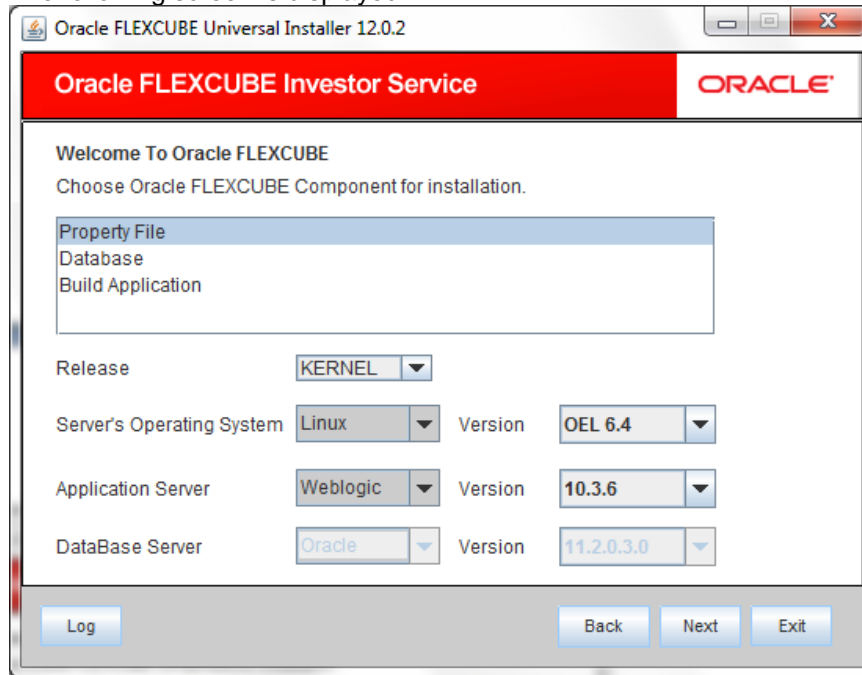 Oracle FLEXCUBE Universal Installer 12.0.2
Oracle FLEXCUBE Investor Service
ORACLE
Welcome To Oracle FLEXCUBE
Choose Oracle FLEXCUBE Component for installation.
Property File
Database
Build Application
Release KERNEL
Server's Operating System Linux Version OEL 6.4
Application Server Weblogic Version 10.3.6
DataBase Server Oracle Version 11.2.0.3.0
Log Back Next Exit